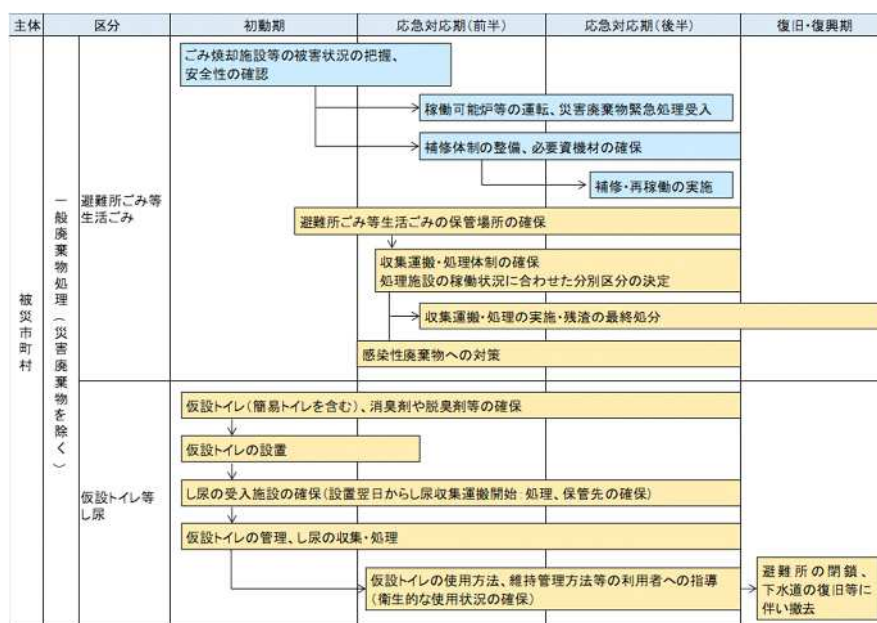 主体
区分
初動期
応急対応期(前半)
応急対応期(後半)
復旧・復興期
被災市町村
一般廃棄物処理(災害廃棄物を除く)
避難所ごみ等
生活ごみ
ごみ焼却施設等の被害状況の把握、
安全性の確認
稼働可能炉等の運転、災害廃棄物緊急処理受入
補修体制の整備、必要資機材の確保
補修・再稼働の実施
避難所ごみ等生活ごみの保管場所の確保
収集運搬・処理体制の確保
処理施設の稼働状況に合わせた分別区分の決定
収集運搬・処理の実施・残渣の最終処分
感染性廃棄物への対策
仮設トイレ等
し尿
仮設トイレ(簡易トイレを含む)、消臭剤や脱臭剤等の確保
仮設トイレの設置
し尿の受入施設の確保(設置翌日からし尿収集運搬開始:処理、保管先の確保)
仮設トイレの管理、し尿の収集・処理
仮設トイレの使用方法、維持管理方法等の利用者への指導
(衛生的な使用状況の確保)
避難所の閉鎖、
下水道の復旧等に
伴い撤去